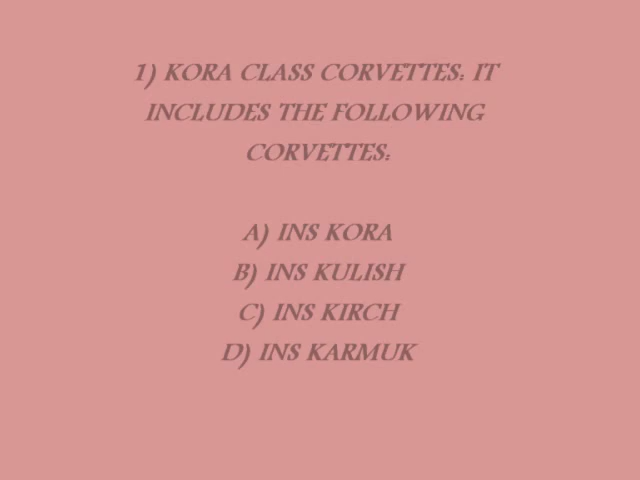 1) KORA CLASS CORVETTES: IT
INCLUDES THE FOLLOWING
CORVETTES:
A) INS KORA
B) INS KULISH
C) INS KIRCH
D) INS KARMUK